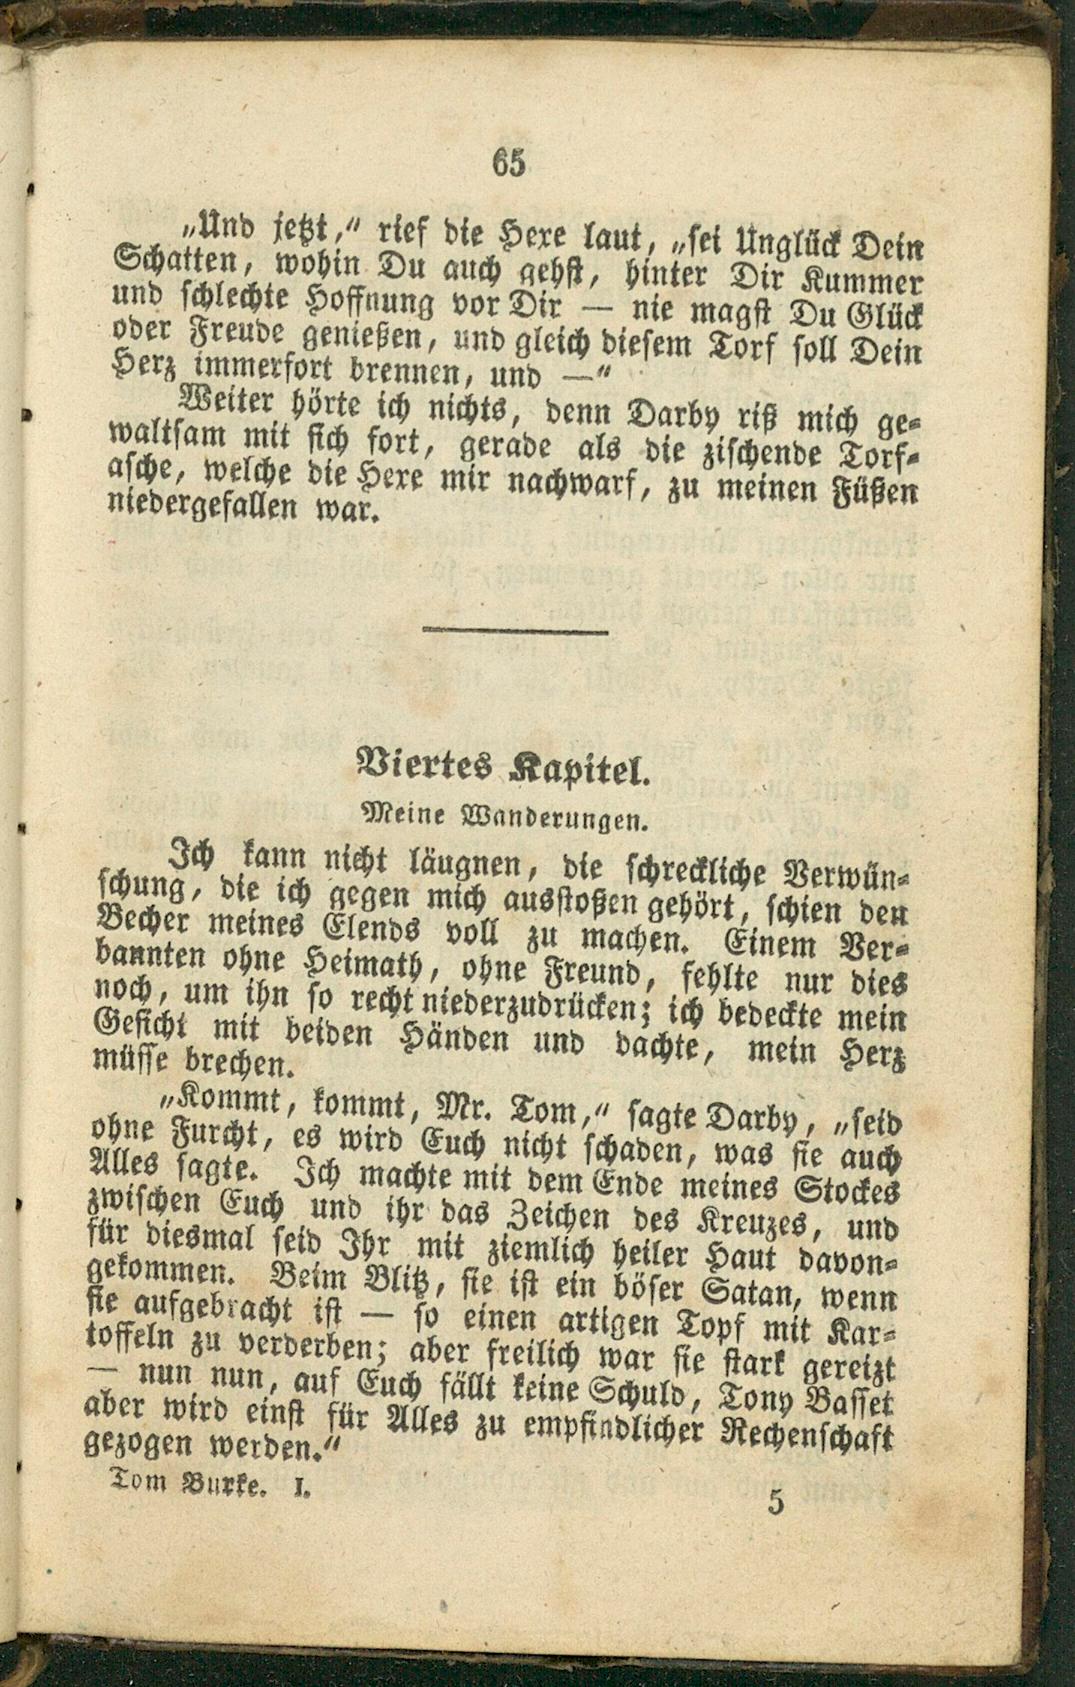 65
„Und jetzt,“ rief die Hexe laut, „sei Unglück Dein
Schatten, wohin Du auch gehst, hinter Dir Kummer
und schlechte Hoffnung vor Dir — nie magst Du Glück
oder Freude genießen, und gleich diesem Torf soll Dein
Herz immerfort brennen, und —“
Weiter hörte ich nichts, denn Darby riß mich ge-
waltsam mit sich fort, gerade als die zischende Torf-
asche, welche die Hexe mir nachwarf, zu meinen Füßen
niedergefallen war.
Viertes Kapitel.
Meine Wanderungen.
Ich kann nicht läugnen, die schreckliche Verwün-
schung, die ich gegen mich ausstoßen gehört, schien den
Becher meines Elends voll zu machen. Einem Ver-
bannten ohne Heimath, ohne Freund, fehlte nur dies
noch, um ihn so recht niederzudrücken; ich bedeckte mein
Gesicht mit beiden Händen und dachte, mein Herz
müsse brechen.
„Kommt, kommt, Mr. Tom,“ sagte Darby, „seid
ohne Furcht, es wird Euch nicht schaden, was sie auch
Alles sagte. Ich machte mit dem Ende meines Stockes
zwischen Euch und ihr das Zeichen des Kreuzes, und
für diesmal seid Ihr mit ziemlich heiler Haut davon-
gekommen. Beim Blitz, sie ist ein böser Satan, wenn
sie aufgebracht ist — so einen artigen Topf mit Kar-
toffeln zu verderben; aber freilich war sie stark gereizt
— nun nun, auf Euch fällt keine Schuld, Tony Basset
aber wird einst für Alles zu empfindlicher Rechenschaft
gezogen werden.“
Tom Burke. I.
5